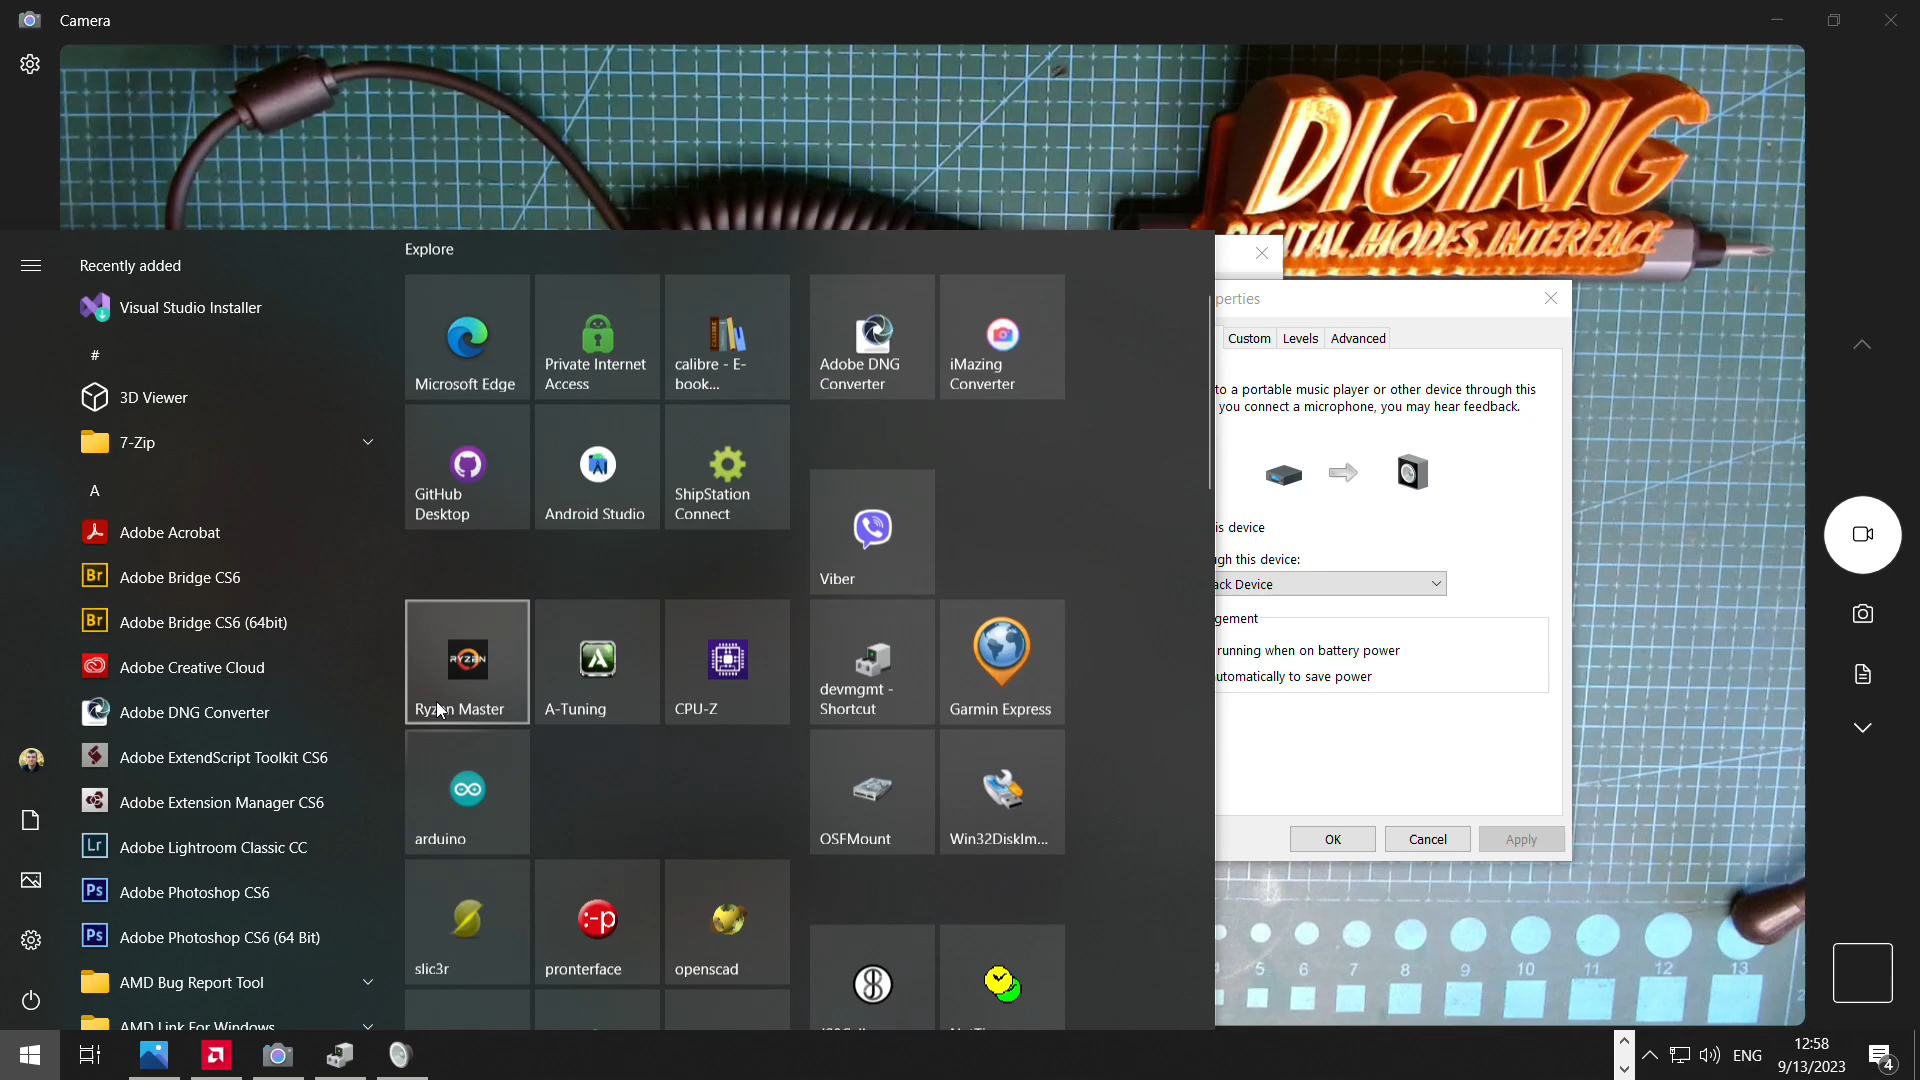 Camera
DIGIRIG
DIGITAL MODES INTERFACE
Recently added
Visual Studio Installer
#
3D Viewer
7-Zip
A
Adobe Acrobat
Adobe Bridge CS6
Adobe Bridge CS6 (64bit)
Adobe Creative Cloud
Adobe DNG Converter
Adobe ExtendScript Toolkit CS6
Adobe Extension Manager CS6
Adobe Lightroom Classic CC
Adobe Photoshop CS6
Adobe Photoshop CS6 (64 Bit)
AMD Bug Report Tool
AMD Link For Windows
Explore
Microsoft Edge
Private Internet
Access
calibre - E-
book...
Adobe DNG
Converter
iMazing
Converter
GitHub
Desktop
Android Studio
ShipStation
Connect
Viber
RYZEN
Ryzen Master
A-Tuning
CPU-Z
devmgmt -
Shortcut
Garmin Express
arduino
OSFMount
Win32DiskIm...
slic3r
:-p
pronterface
openscad
perties
Custom
Levels
Advanced
to a portable music player or other device through this
you connect a microphone, you may hear feedback.
is device
gh this device:
ack Device
gement
running when on battery power
utomatically to save power
OK
Cancel
Apply
4 5 6 7 8 9 10 11 12 13
ENG
12:58
9/13/2023
4